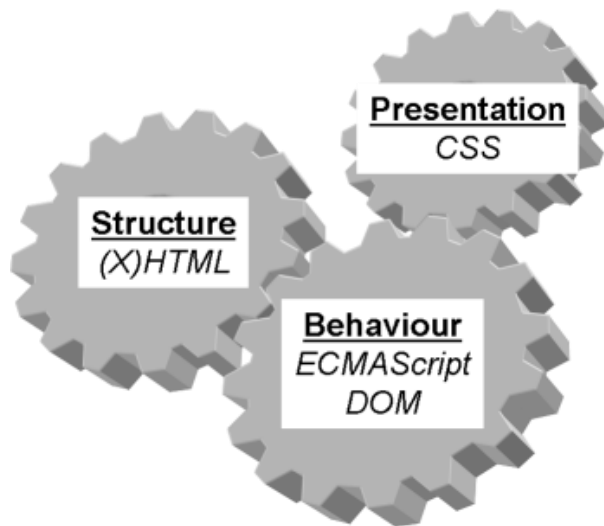 Presentation
CSS
Structure
(X)HTML
Behaviour
ECMAScript
DOM